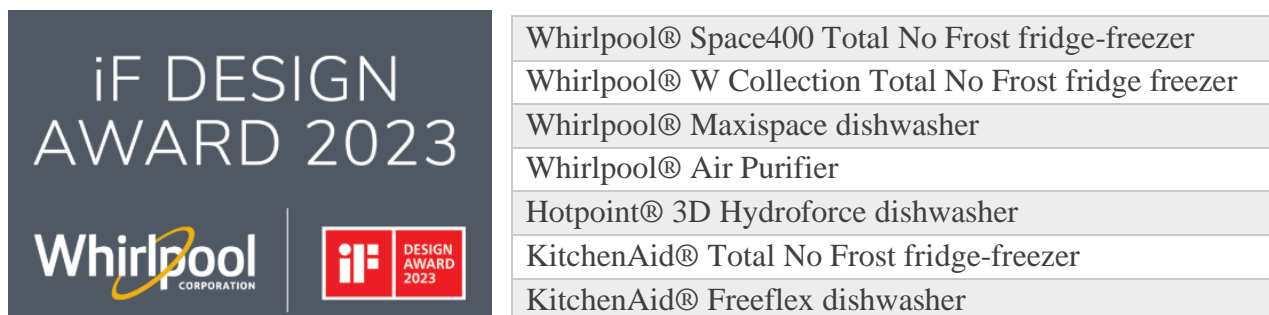 iF DESIGN
AWARD 2023
Whirlpool
CORPORATION
iF
DESIGN
AWARD
2023
Whirlpool® Space400 Total No Frost fridge-freezer
Whirlpool® W Collection Total No Frost fridge freezer
Whirlpool® Maxispace dishwasher
Whirlpool® Air Purifier
Hotpoint® 3D Hydroforce dishwasher
KitchenAid® Total No Frost fridge-freezer
KitchenAid® Freeflex dishwasher